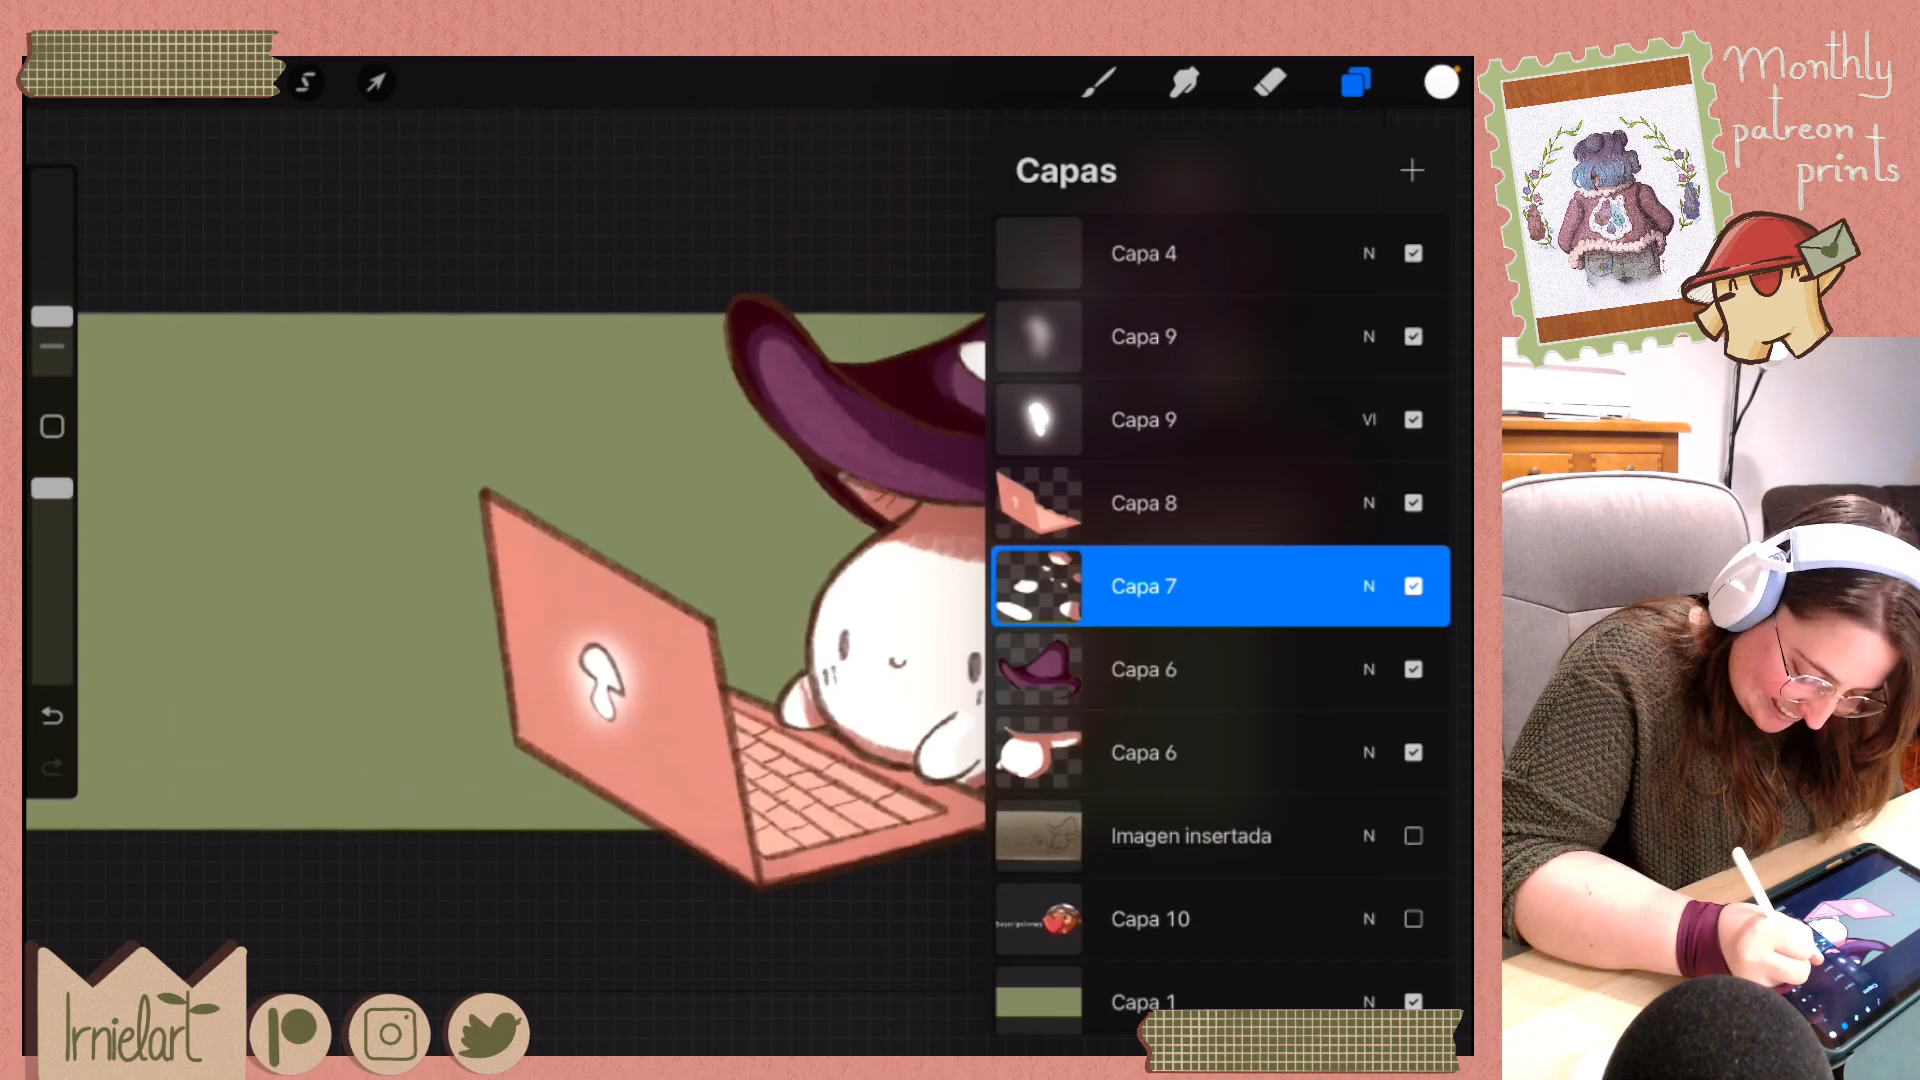 Monthly
patreon
prints
Capas
Capa 4
N
Capa 9
N
Capa 9
VI
Capa 8
N
Capa 7
N
Capa 6
N
Capa 6
N
Imagen insertada
N
Capa 10
N
Capa 1
N
Irnielart